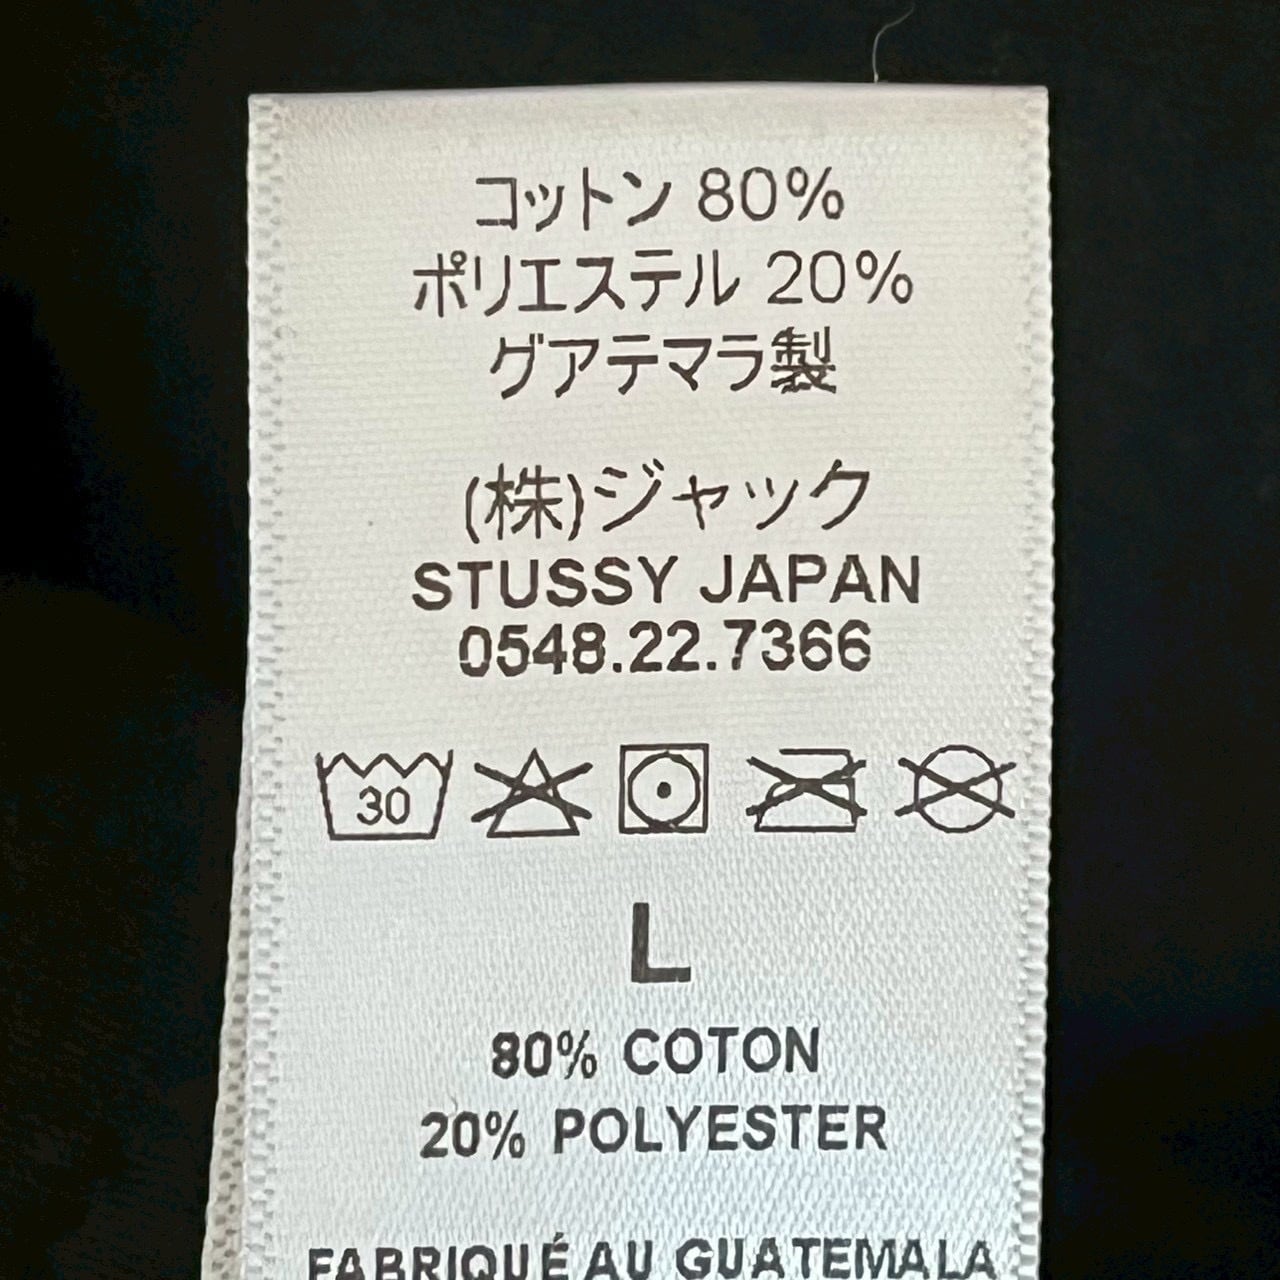 コットン 80%
ポリエステル 20%
グアテマラ製
(株)ジャック
STUSSY JAPAN
0548.22.7366
30
L
80% COTON
20% POLYESTER
FABRIQUÉ AU GUATEMALA